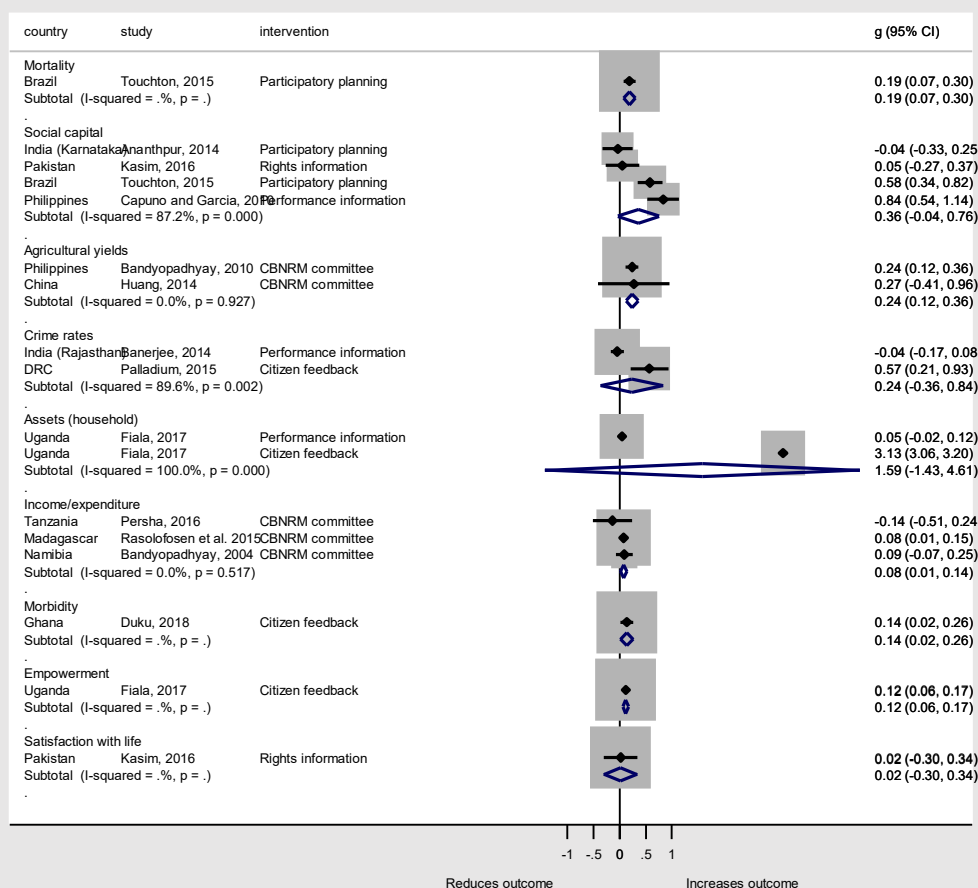 country study intervention g (95% CI)
Mortality
Brazil Touchton, 2015 Participatory planning 0.19 (0.07, 0.30)
Subtotal (I-squared = .%, p = .) 0.19 (0.07, 0.30)
.
Social capital
India (Karnataka) Ananthpur, 2014 Participatory planning -0.04 (-0.33, 0.25
Pakistan Kasim, 2016 Rights information 0.05 (-0.27, 0.37)
Brazil Touchton, 2015 Participatory planning 0.58 (0.34, 0.82)
Philippines Capuno and Garcia, 2010 Performance information 0.84 (0.54, 1.14)
Subtotal (I-squared = 87.2%, p = 0.000) 0.36 (-0.04, 0.76)
.
Agricultural yields
Philippines Bandyopadhyay, 2010 CBNRM committee 0.24 (0.12, 0.36)
China Huang, 2014 CBNRM committee 0.27 (-0.41, 0.96)
Subtotal (I-squared = 0.0%, p = 0.927) 0.24 (0.12, 0.36)
.
Crime rates
India (Rajasthan) Banerjee, 2014 Performance information -0.04 (-0.17, 0.08
DRC Palladium, 2015 Citizen feedback 0.57 (0.21, 0.93)
Subtotal (I-squared = 89.6%, p = 0.002) 0.24 (-0.36, 0.84)
.
Assets (household)
Uganda Fiala, 2017 Performance information 0.05 (-0.02, 0.12)
Uganda Fiala, 2017 Citizen feedback 3.13 (3.06, 3.20)
Subtotal (I-squared = 100.0%, p = 0.000) 1.59 (-1.43, 4.61)
.
Income/expenditure
Tanzania Persha, 2016 CBNRM committee -0.14 (-0.51, 0.24
Madagascar Rasolofosen et al. 2015 CBNRM committee 0.08 (0.01, 0.15)
Namibia Bandyopadhyay, 2004 CBNRM committee 0.09 (-0.07, 0.25)
Subtotal (I-squared = 0.0%, p = 0.517) 0.08 (0.01, 0.14)
.
Morbidity
Ghana Duku, 2018 Citizen feedback 0.14 (0.02, 0.26)
Subtotal (I-squared = .%, p = .) 0.14 (0.02, 0.26)
.
Empowerment
Uganda Fiala, 2017 Citizen feedback 0.12 (0.06, 0.17)
Subtotal (I-squared = .%, p = .) 0.12 (0.06, 0.17)
.
Satisfaction with life
Pakistan Kasim, 2016 Rights information 0.02 (-0.30, 0.34)
Subtotal (I-squared = .%, p = .) 0.02 (-0.30, 0.34)
.
-1 -.5 0 .5 1
Reduces outcome Increases outcome